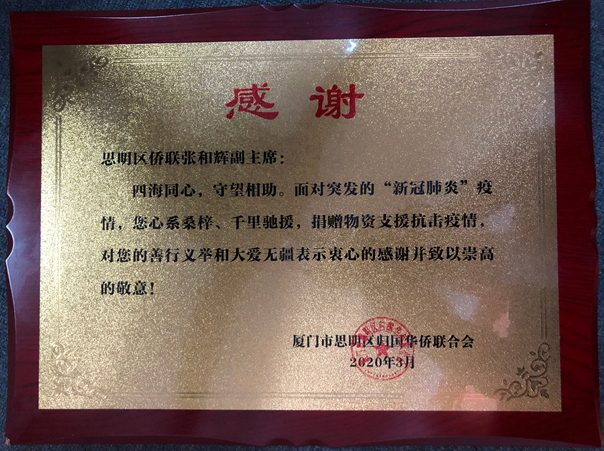 感谢
思明区侨联张和辉副主席：
四海同心，守望相助。面对突发的“新冠肺炎”疫
情，您心系桑梓、千里驰援，捐赠物资支援抗击疫情，
对您的善行义举和大爱无疆表示衷心的感谢并致以崇高
的敬意！
厦门市思明区归国华侨联合会
2020年3月